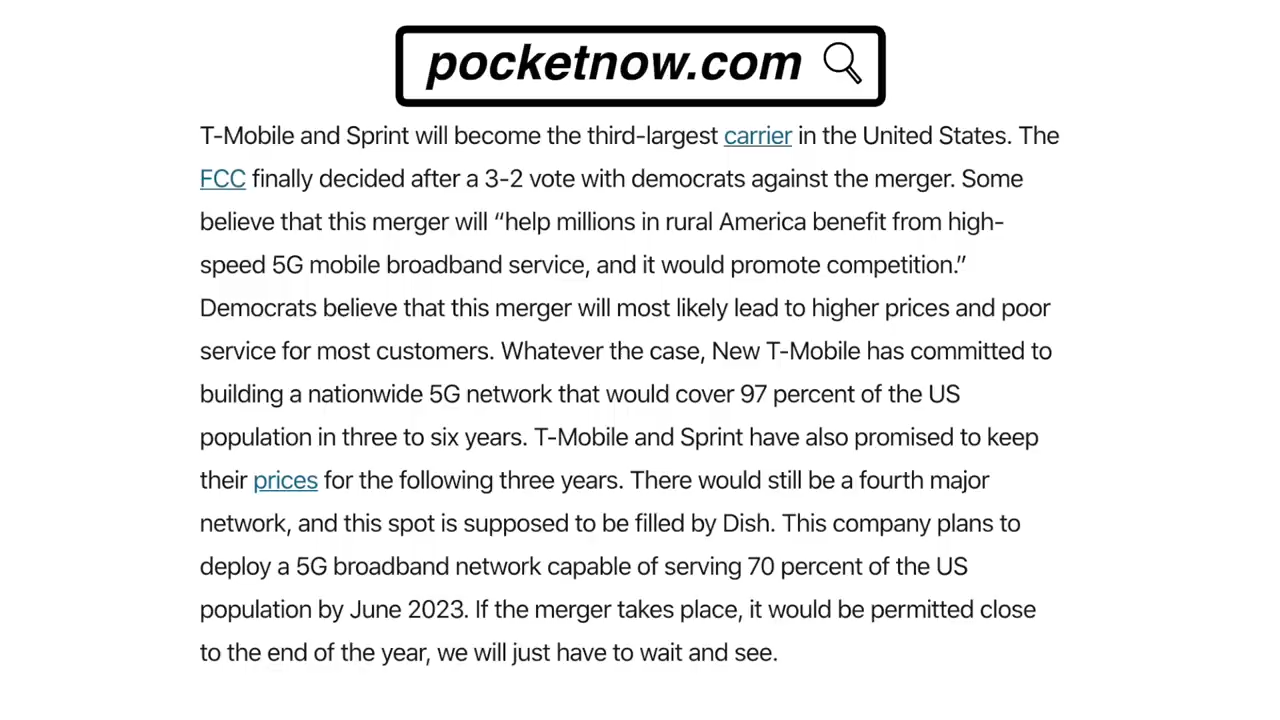 pocketnow.com
T-Mobile and Sprint will become the third-largest carrier in the United States. The
FCC finally decided after a 3-2 vote with democrats against the merger. Some
believe that this merger will “help millions in rural America benefit from high-
speed 5G mobile broadband service, and it would promote competition.”
Democrats believe that this merger will most likely lead to higher prices and poor
service for most customers. Whatever the case, New T-Mobile has committed to
building a nationwide 5G network that would cover 97 percent of the US
population in three to six years. T-Mobile and Sprint have also promised to keep
their prices for the following three years. There would still be a fourth major
network, and this spot is supposed to be filled by Dish. This company plans to
deploy a 5G broadband network capable of serving 70 percent of the US
population by June 2023. If the merger takes place, it would be permitted close
to the end of the year, we will just have to wait and see.